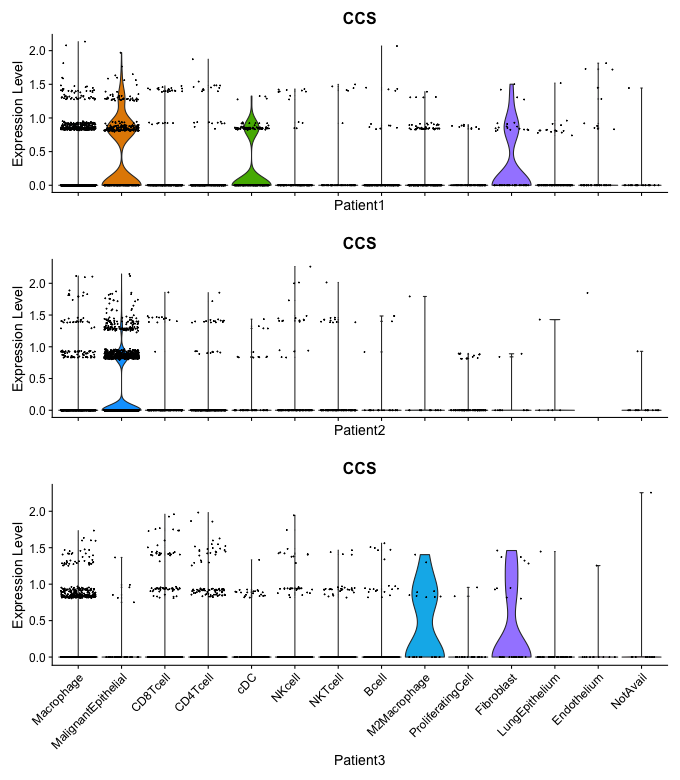 CCS
Expression Level
2.0
1.5
1.0
0.5
0.0
Patient1
CCS
Expression Level
2.0
1.5
1.0
0.5
0.0
Patient2
CCS
Expression Level
2.0
1.5
1.0
0.5
0.0
Macrophage
MalignantEpithelial
CD8Tcell
CD4Tcell
cDC
NKcell
NKTcell
Bcell
M2Macrophage
ProliferatingCell
Fibroblast
LungEpithelium
Endothelium
NotAvail
Patient3